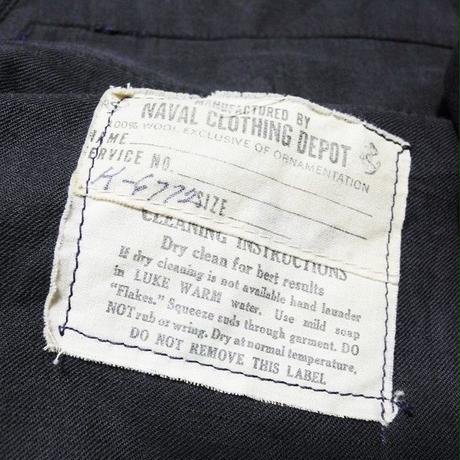 MANUFACTURED BY
NAVAL CLOTHING DEPOT
100% WOOL EXCLUSIVE OF ORNAMENTATION
NAME
SERVICE NO.
SIZE
CLEANING INSTRUCTIONS
Dry clean for best results
If dry cleaning is not available hand launder
in LUKE WARM water. Use mild soap
"Flakes." Squeeze suds through garment. DO
NOT rub or wring. Dry at normal temperature.
DO NOT REMOVE THIS LABEL